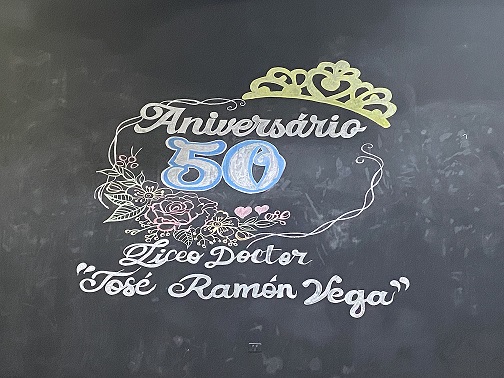 Aniversário
50
Liceo Doctor
"José Ramón Vega"